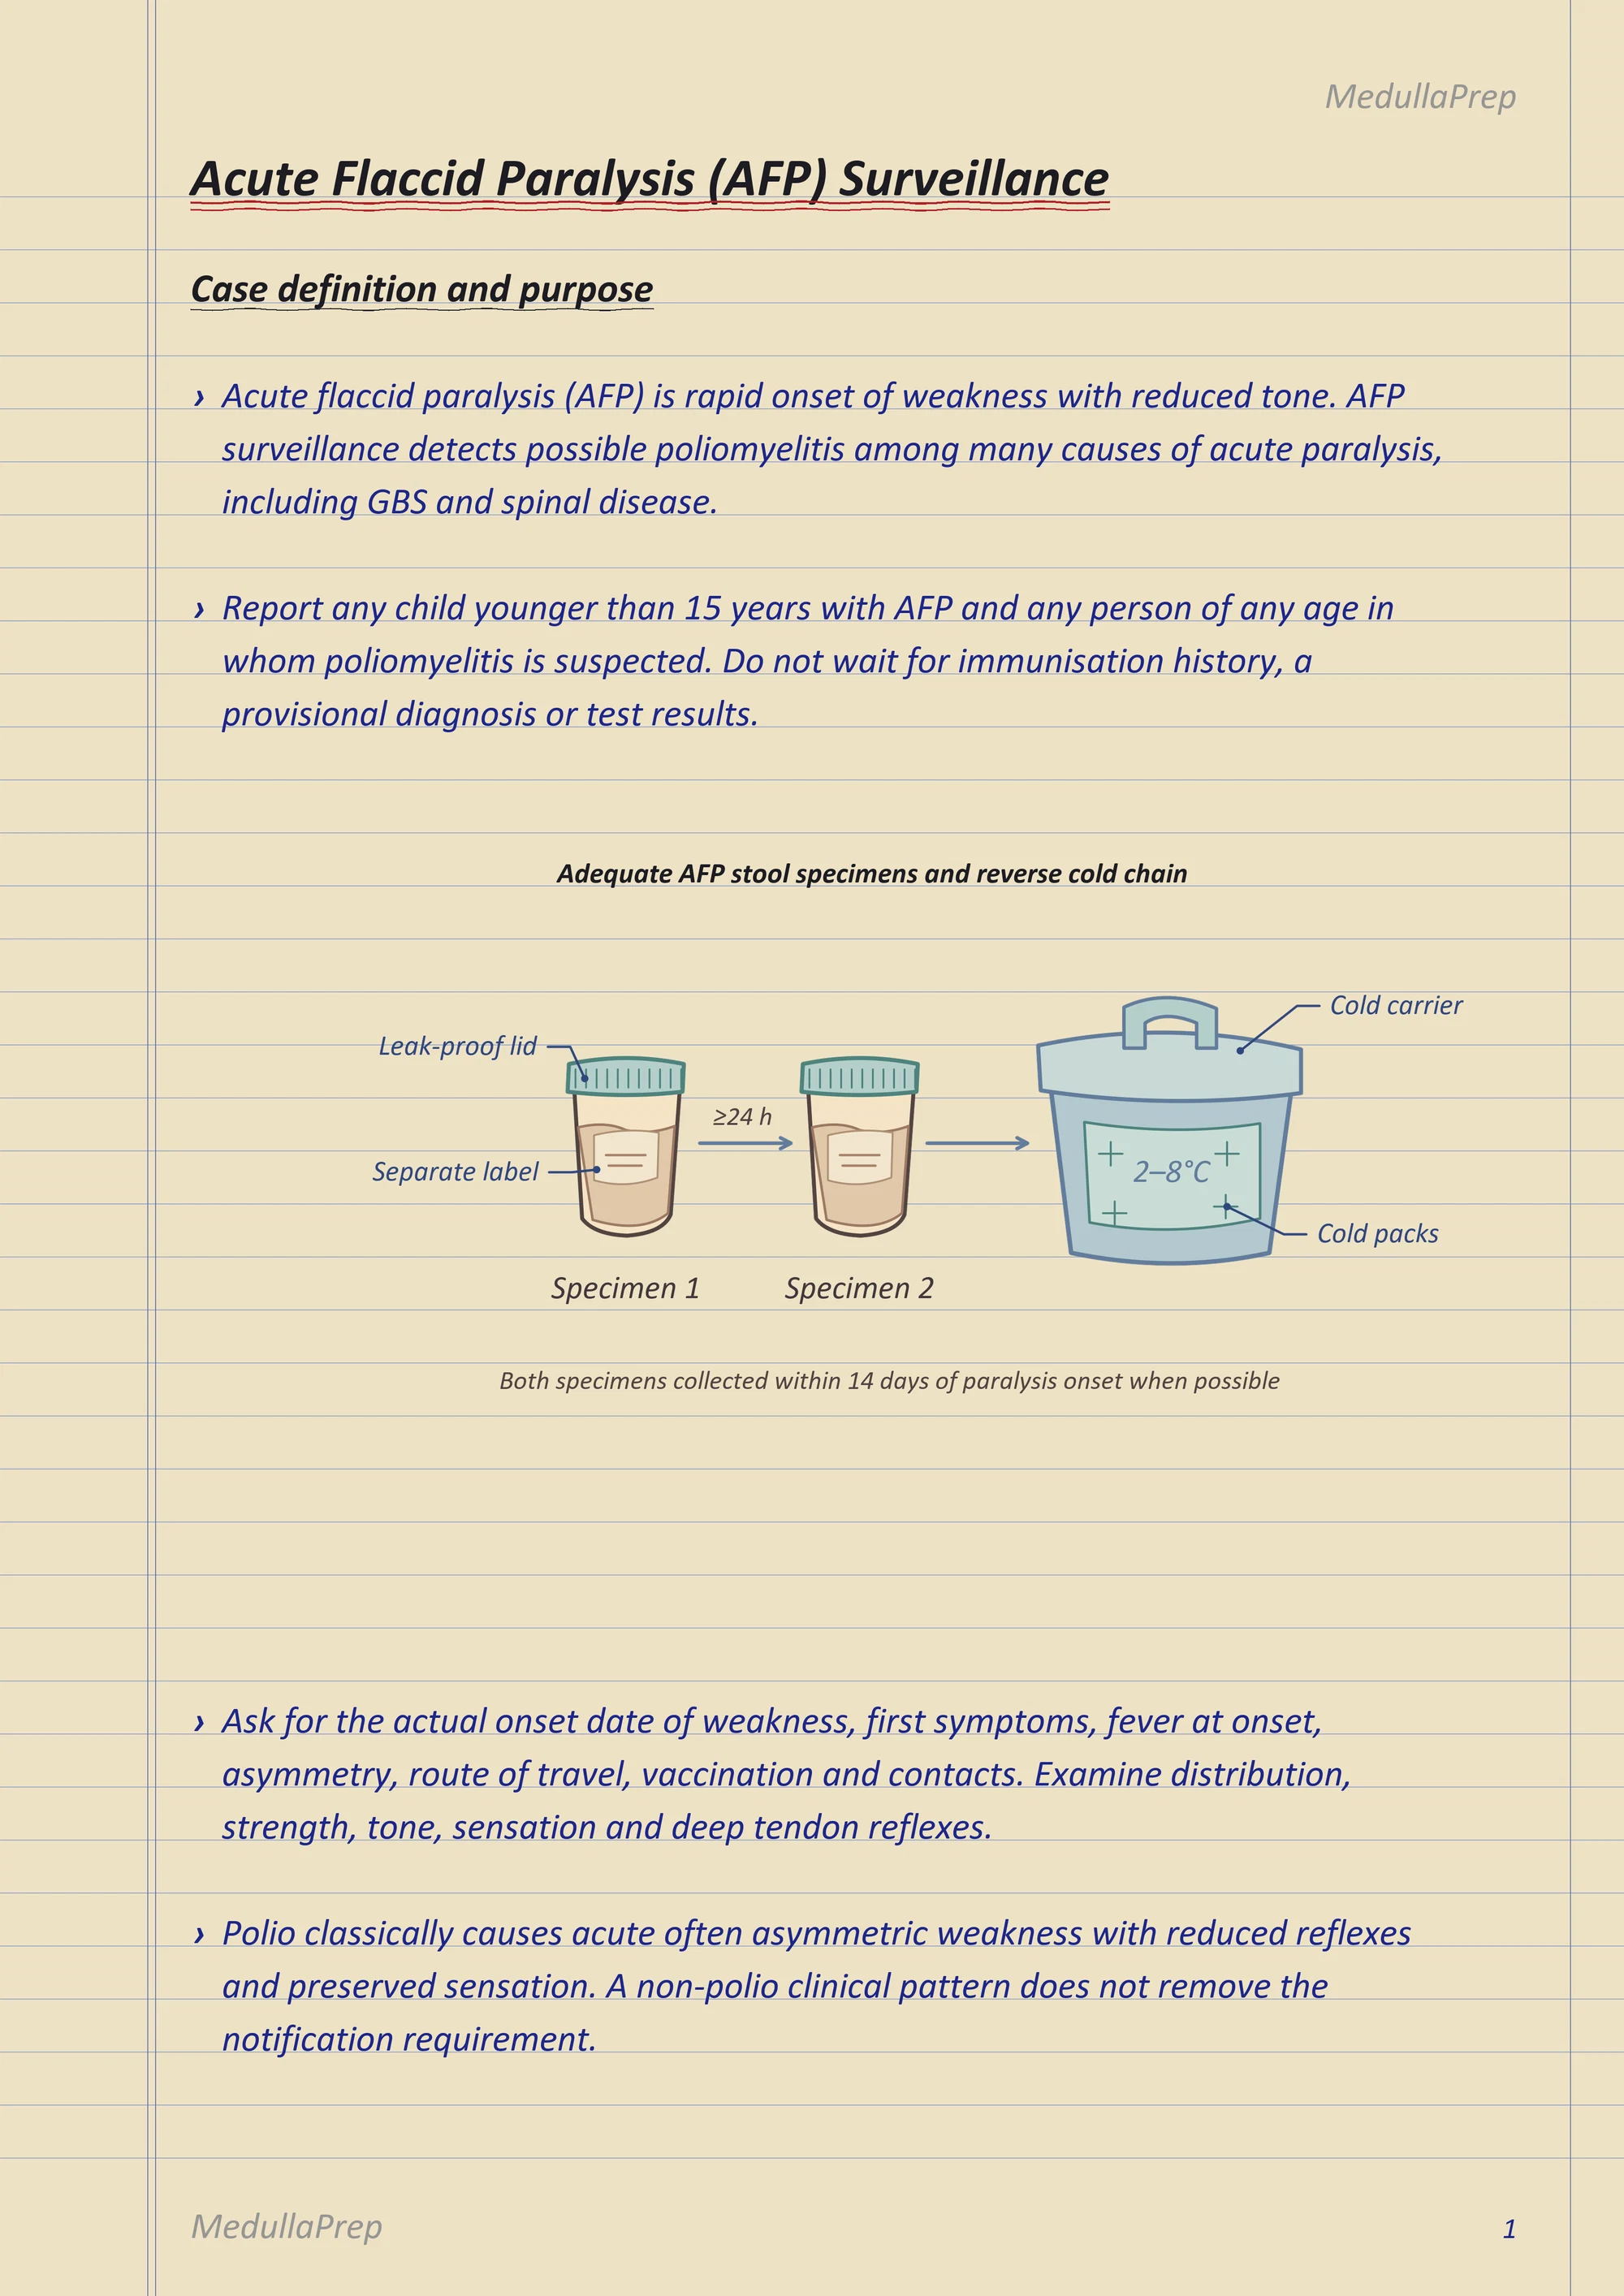 MedullaPrep
Acute Flaccid Paralysis (AFP) Surveillance
Case definition and purpose
› Acute flaccid paralysis (AFP) is rapid onset of weakness with reduced tone. AFP
surveillance detects possible poliomyelitis among many causes of acute paralysis,
including GBS and spinal disease.
› Report any child younger than 15 years with AFP and any person of any age in
whom poliomyelitis is suspected. Do not wait for immunisation history, a
provisional diagnosis or test results.
Adequate AFP stool specimens and reverse cold chain
Cold carrier
Leak-proof lid
≥24 h
Separate label
2–8°C
Cold packs
Specimen 1
Specimen 2
Both specimens collected within 14 days of paralysis onset when possible
› Ask for the actual onset date of weakness, first symptoms, fever at onset,
asymmetry, route of travel, vaccination and contacts. Examine distribution,
strength, tone, sensation and deep tendon reflexes.
› Polio classically causes acute often asymmetric weakness with reduced reflexes
and preserved sensation. A non-polio clinical pattern does not remove the
notification requirement.
MedullaPrep
1